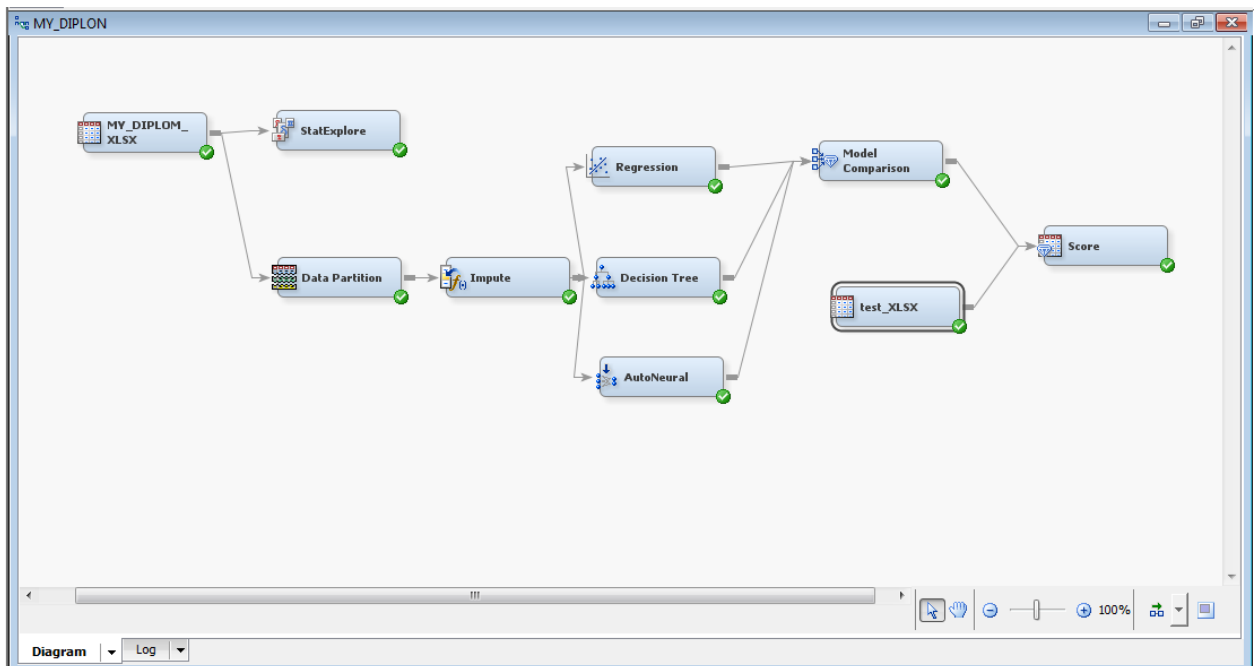 MY_DIPLON
MY_DIPLOM_
XLSX
StatExplore
Regression
Model
Comparison
Score
Data Partition
Impute
Decision Tree
test_XLSX
AutoNeural
100%
Diagram
Log